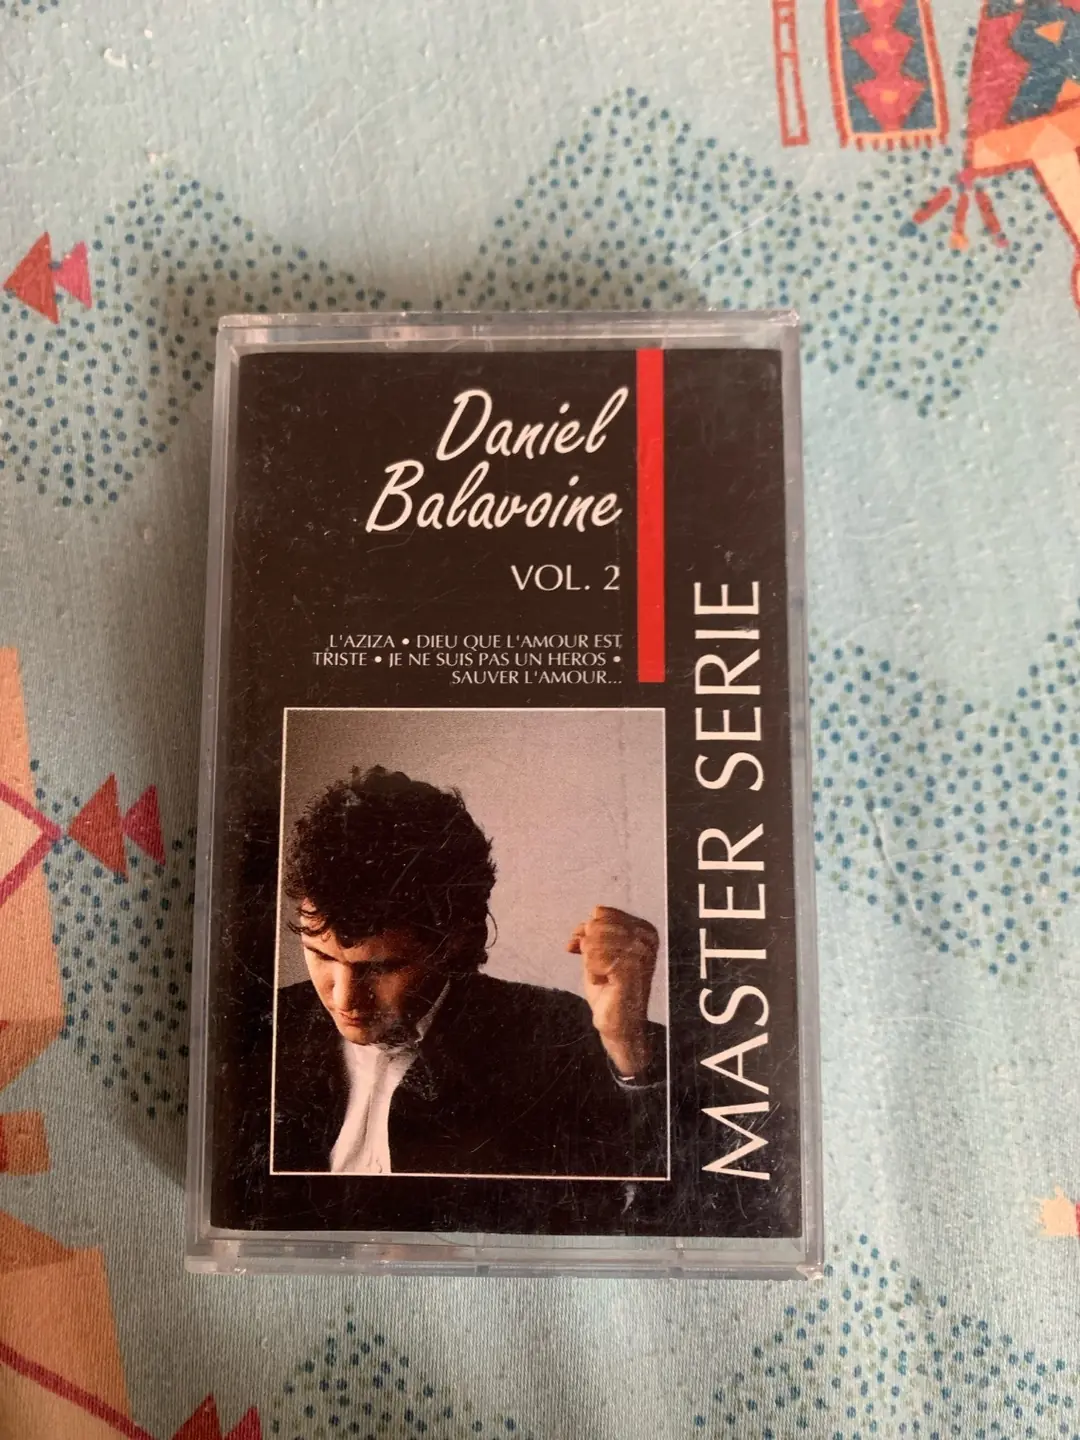 Daniel
Balavoine
VOL. 2
L'AZIZA • DIEU QUE L'AMOUR EST
TRISTE • JE NE SUIS PAS UN HEROS •
SAUVER L'AMOUR...
MASTER SERIE